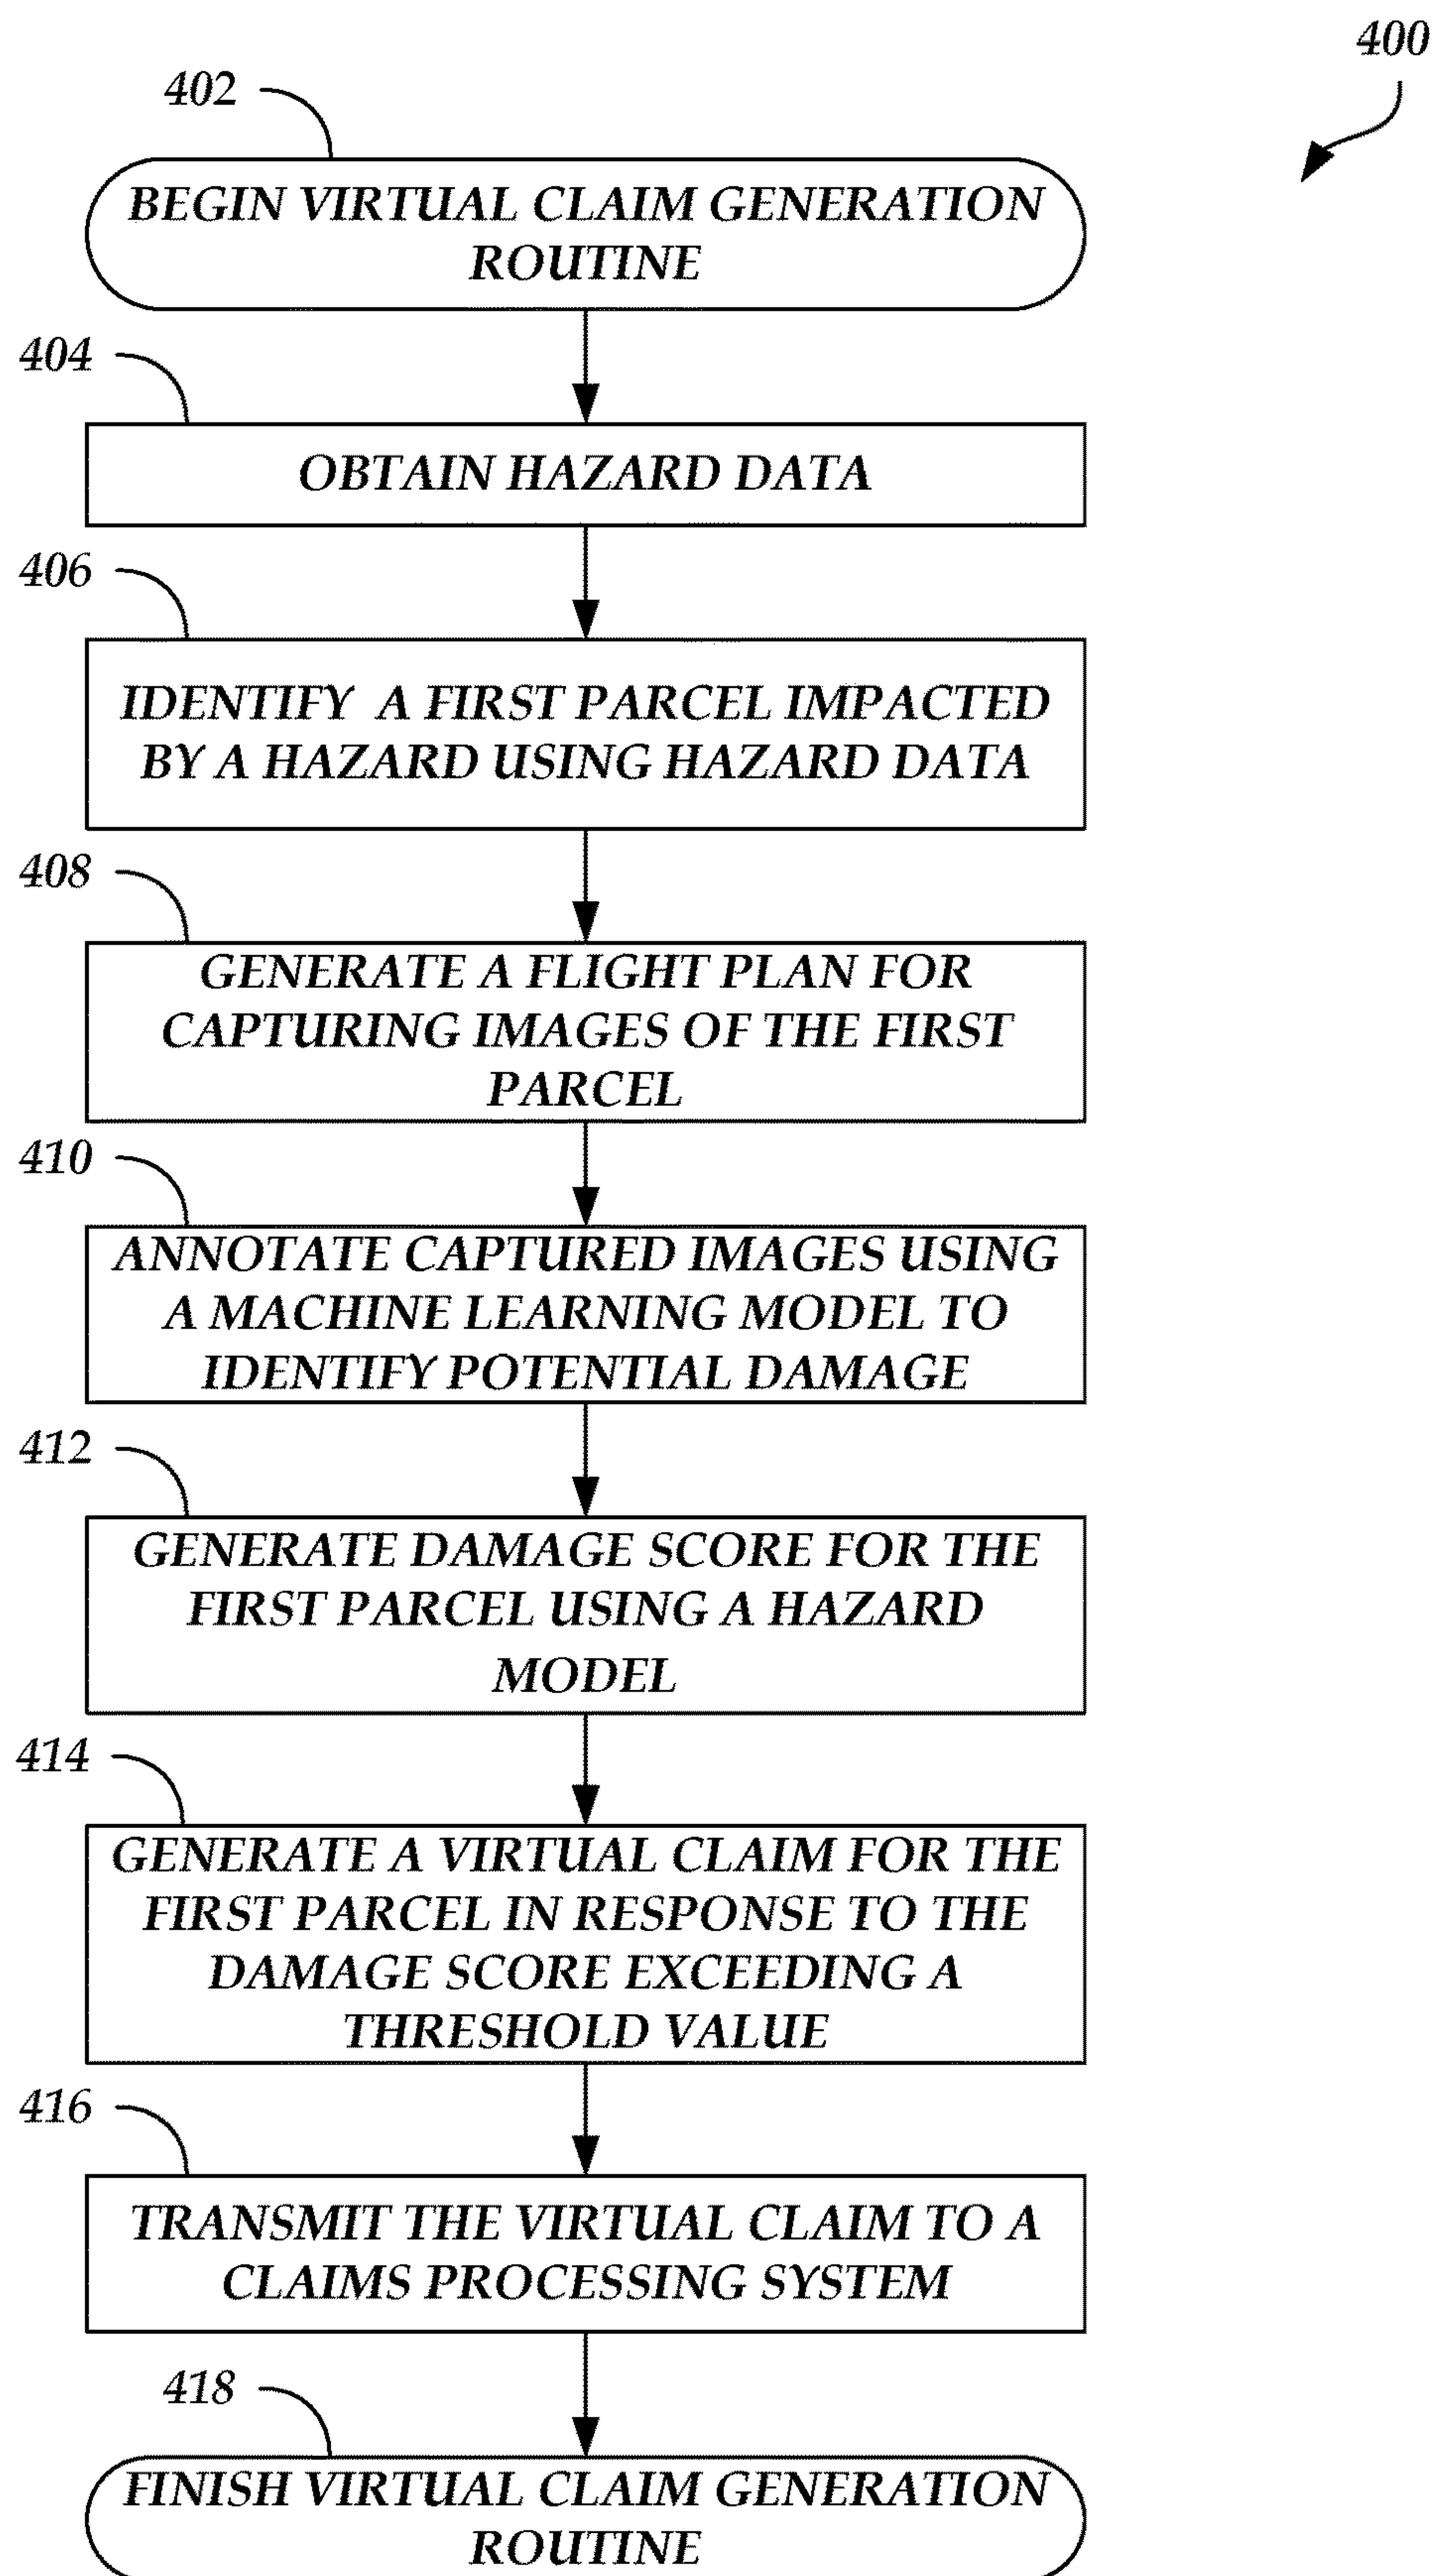 400
402
BEGIN VIRTUAL CLAIM GENERATION
ROUTINE
404
OBTAIN HAZARD DATA
406
IDENTIFY A FIRST PARCEL IMPACTED
BY A HAZARD USING HAZARD DATA
408
GENERATE A FLIGHT PLAN FOR
CAPTURING IMAGES OF THE FIRST
PARCEL
410
ANNOTATE CAPTURED IMAGES USING
A MACHINE LEARNING MODEL TO
IDENTIFY POTENTIAL DAMAGE
412
GENERATE DAMAGE SCORE FOR THE
FIRST PARCEL USING A HAZARD
MODEL
414
GENERATE A VIRTUAL CLAIM FOR THE
FIRST PARCEL IN RESPONSE TO THE
DAMAGE SCORE EXCEEDING A
THRESHOLD VALUE
416
TRANSMIT THE VIRTUAL CLAIM TO A
CLAIMS PROCESSING SYSTEM
418
FINISH VIRTUAL CLAIM GENERATION
ROUTINE